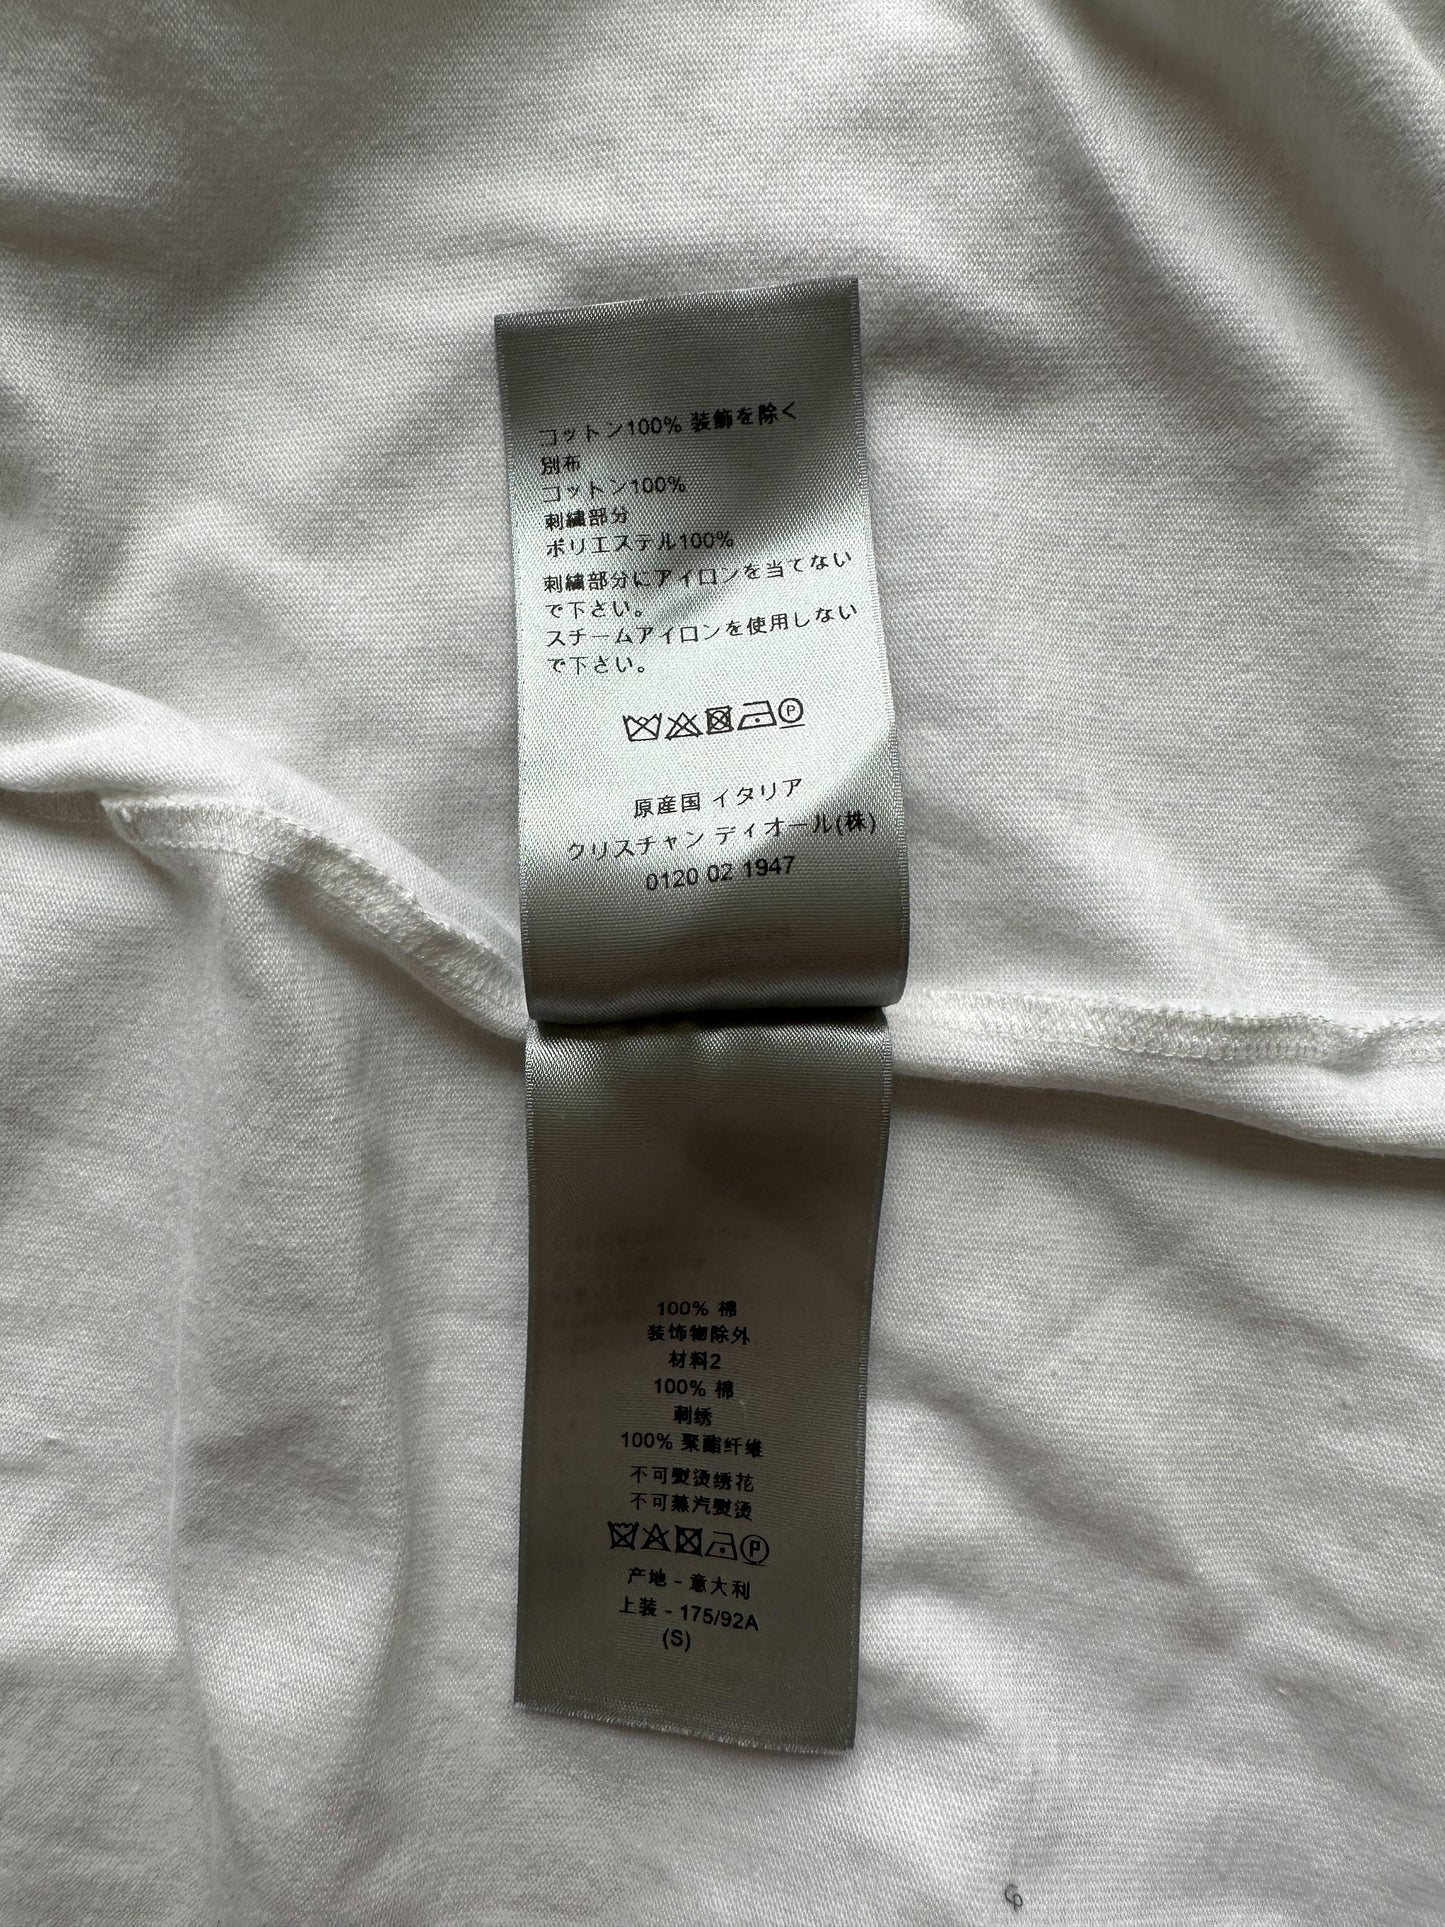 コットン100% 装飾を除く
別布
コットン100%
刺繍部分
ポリエステル100%
刺繍部分にアイロンを当てない
で下さい。
スチームアイロンを使用しない
で下さい。
P
原産国 イタリア
クリスチャン ディオール(株)
0120 02 1947
100% 棉
装饰物除外
材料2
100% 棉
刺绣
100% 聚酯纤维
不可熨烫绣花
不可蒸汽熨烫
P
产地 - 意大利
上装 - 175/92A
(S)